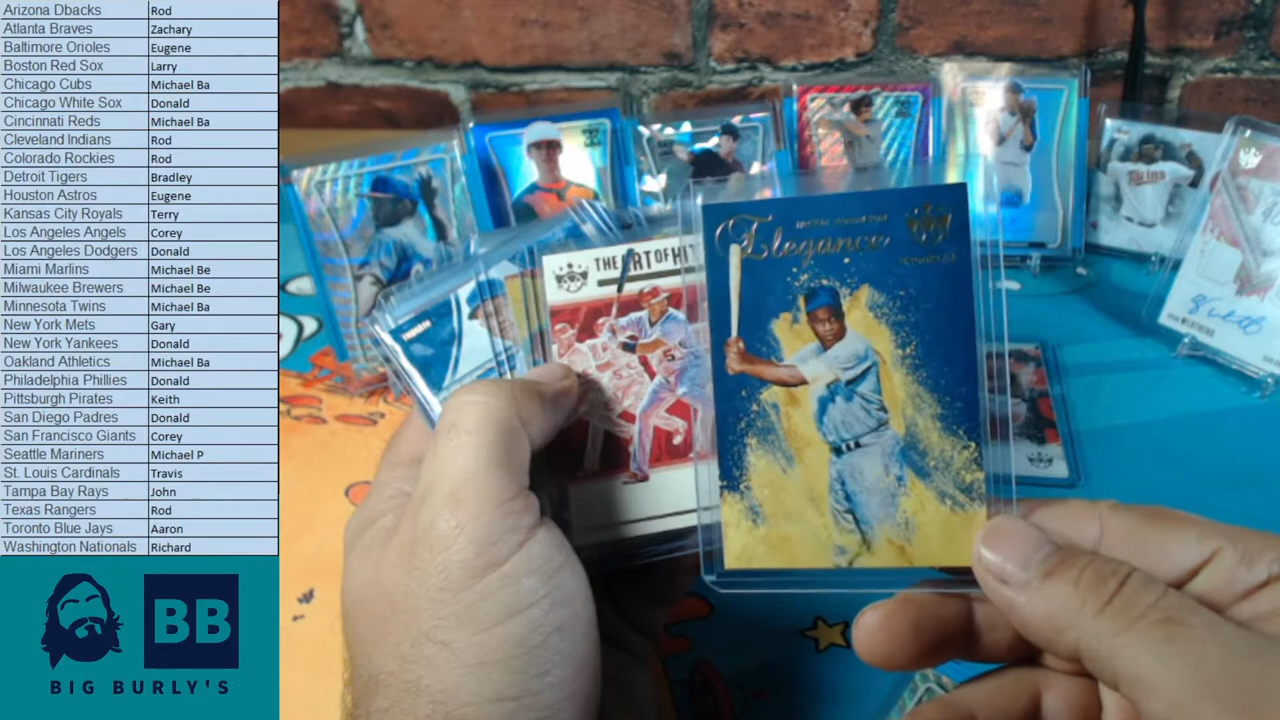 Arizona Dbacks Rod
Atlanta Braves Zachary
Baltimore Orioles Eugene
Boston Red Sox Larry
Chicago Cubs Michael Ba
Chicago White Sox Donald
Cincinnati Reds Michael Ba
Cleveland Indians Rod
Colorado Rockies Rod
Detroit Tigers Bradley
Houston Astros Eugene
Kansas City Royals Terry
Los Angeles Angels Corey
Los Angeles Dodgers Donald
Miami Marlins Michael Be
Milwaukee Brewers Michael Be
Minnesota Twins Michael Ba
New York Mets Gary
New York Yankees Donald
Oakland Athletics Michael Ba
Philadelphia Phillies Donald
Pittsburgh Pirates Keith
San Diego Padres Donald
San Francisco Giants Corey
Seattle Mariners Michael P
St. Louis Cardinals Travis
Tampa Bay Rays John
Texas Rangers Rod
Toronto Blue Jays Aaron
Washington Nationals Richard
BB
BIG BURLY'S
THE ART OF HIT
5
Elegance
Twins